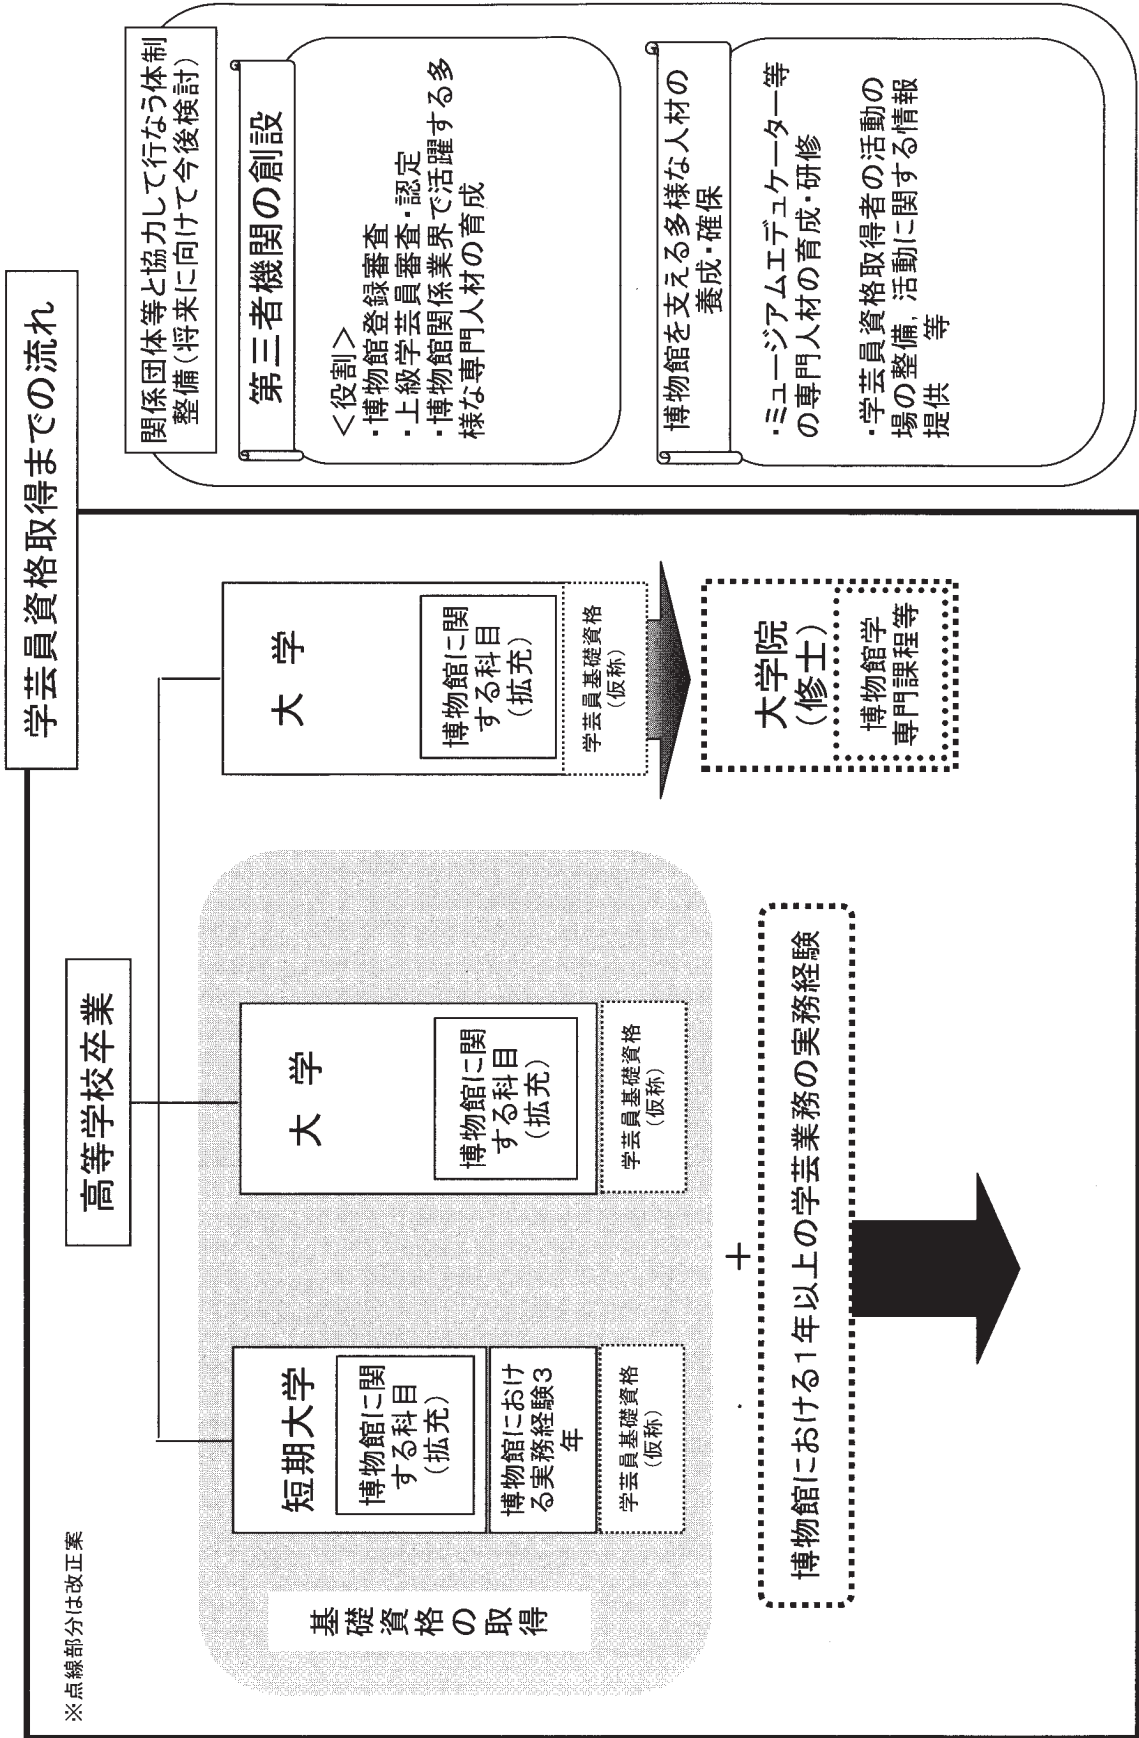 学芸員資格取得までの流れ
※点線部分は改正案
高等学校卒業
基礎資格の取得
短期大学
博物館に関
する科目
(拡充)
博物館におけ
る実務経験3
年
学芸員基礎資格
(仮称)
大 学
博物館に関
する科目
(拡充)
学芸員基礎資格
(仮称)
+
博物館における1年以上の学芸業務の実務経験
大 学
博物館に関
する科目
(拡充)
学芸員基礎資格
(仮称)
大学院
(修士)
博物館学
専門課程等
関係団体等と協力して行なう体制
整備(将来に向けて今後検討)
第三者機関の創設
<役割>
・博物館登録審査
・上級学芸員審査・認定
・博物館関係業界で活躍する多
様な専門人材の育成
博物館を支える多様な人材の
養成・確保
・ミュージアムエデュケーター等
の専門人材の育成・研修
・学芸員資格取得者の活動の
場の整備,活動に関する情報
提供 等